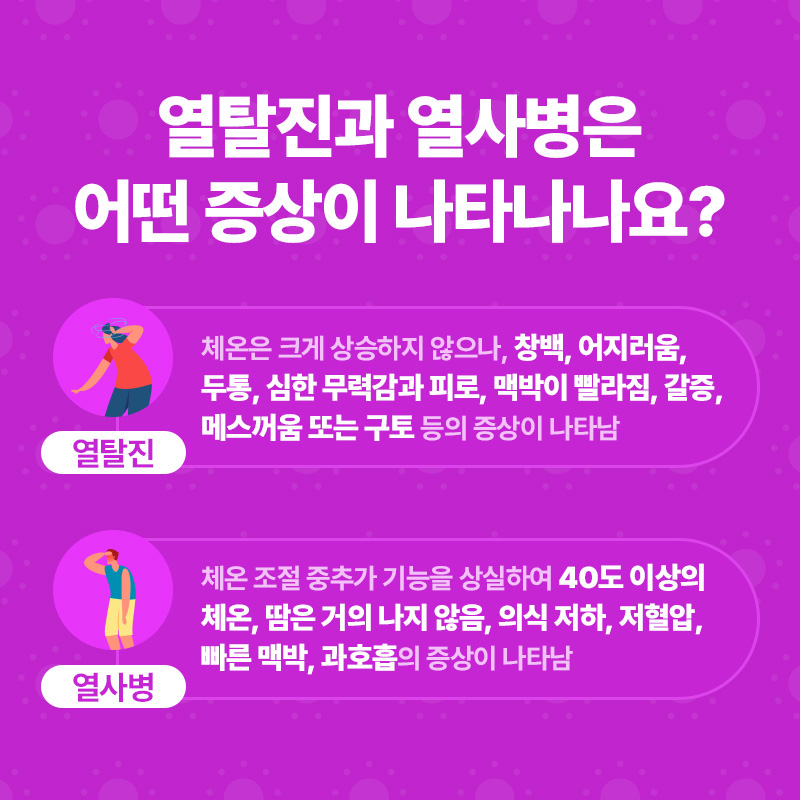 열탈진과 열사병은
어떤 증상이 나타나나요?
체온은 크게 상승하지 않으나, 창백, 어지러움,
두통, 심한 무력감과 피로, 맥박이 빨라짐, 갈증,
메스꺼움 또는 구토 등의 증상이 나타남
열탈진
체온 조절 중추가 기능을 상실하여 40도 이상의
체온, 땀은 거의 나지 않음, 의식 저하, 저혈압,
빠른 맥박, 과호흡의 증상이 나타남
열사병